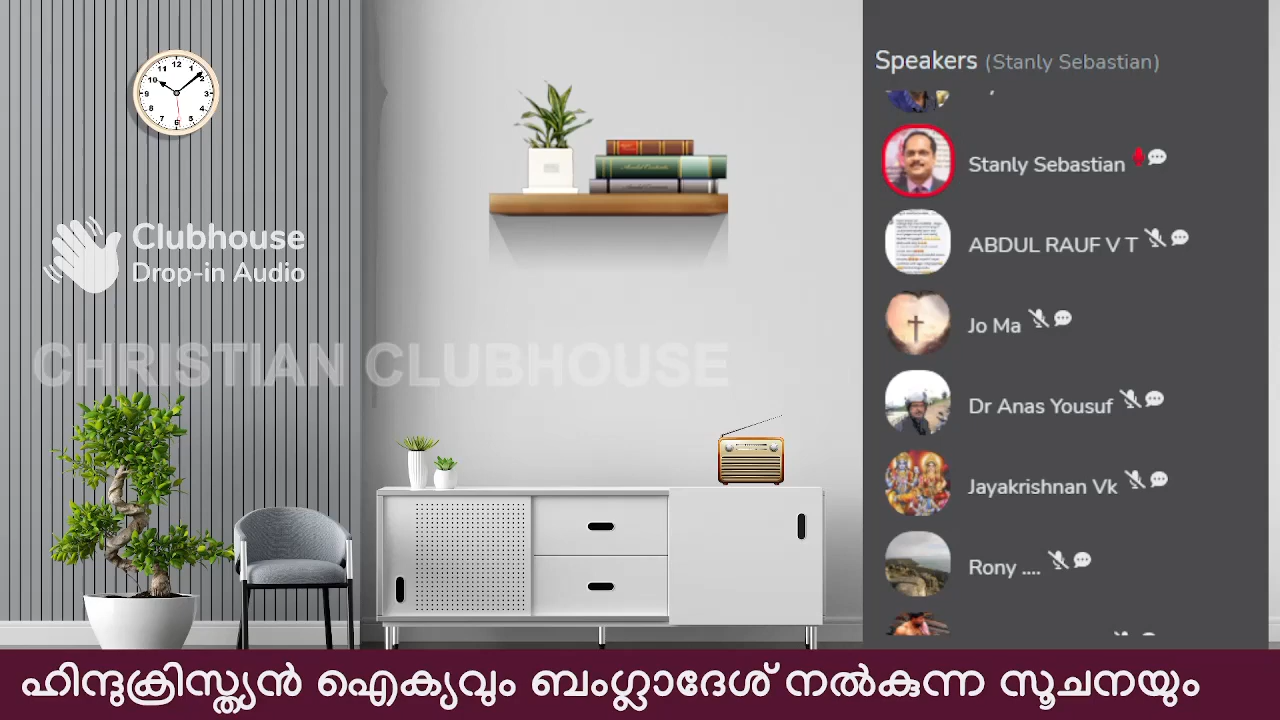 Clubhouse
Drop-in Audio
CHRISTIAN CLUBHOUSE
Speakers (Stanly Sebastian)
Stanly Sebastian
ABDUL RAUF V T
Jo Ma
Dr Anas Yousuf
Jayakrishnan Vk
Rony ....
ഹിന്ദുക്രിസ്ത്യൻ ഐക്യവും ബംഗ്ലാദേശ് നൽകുന്ന സൂചനയും